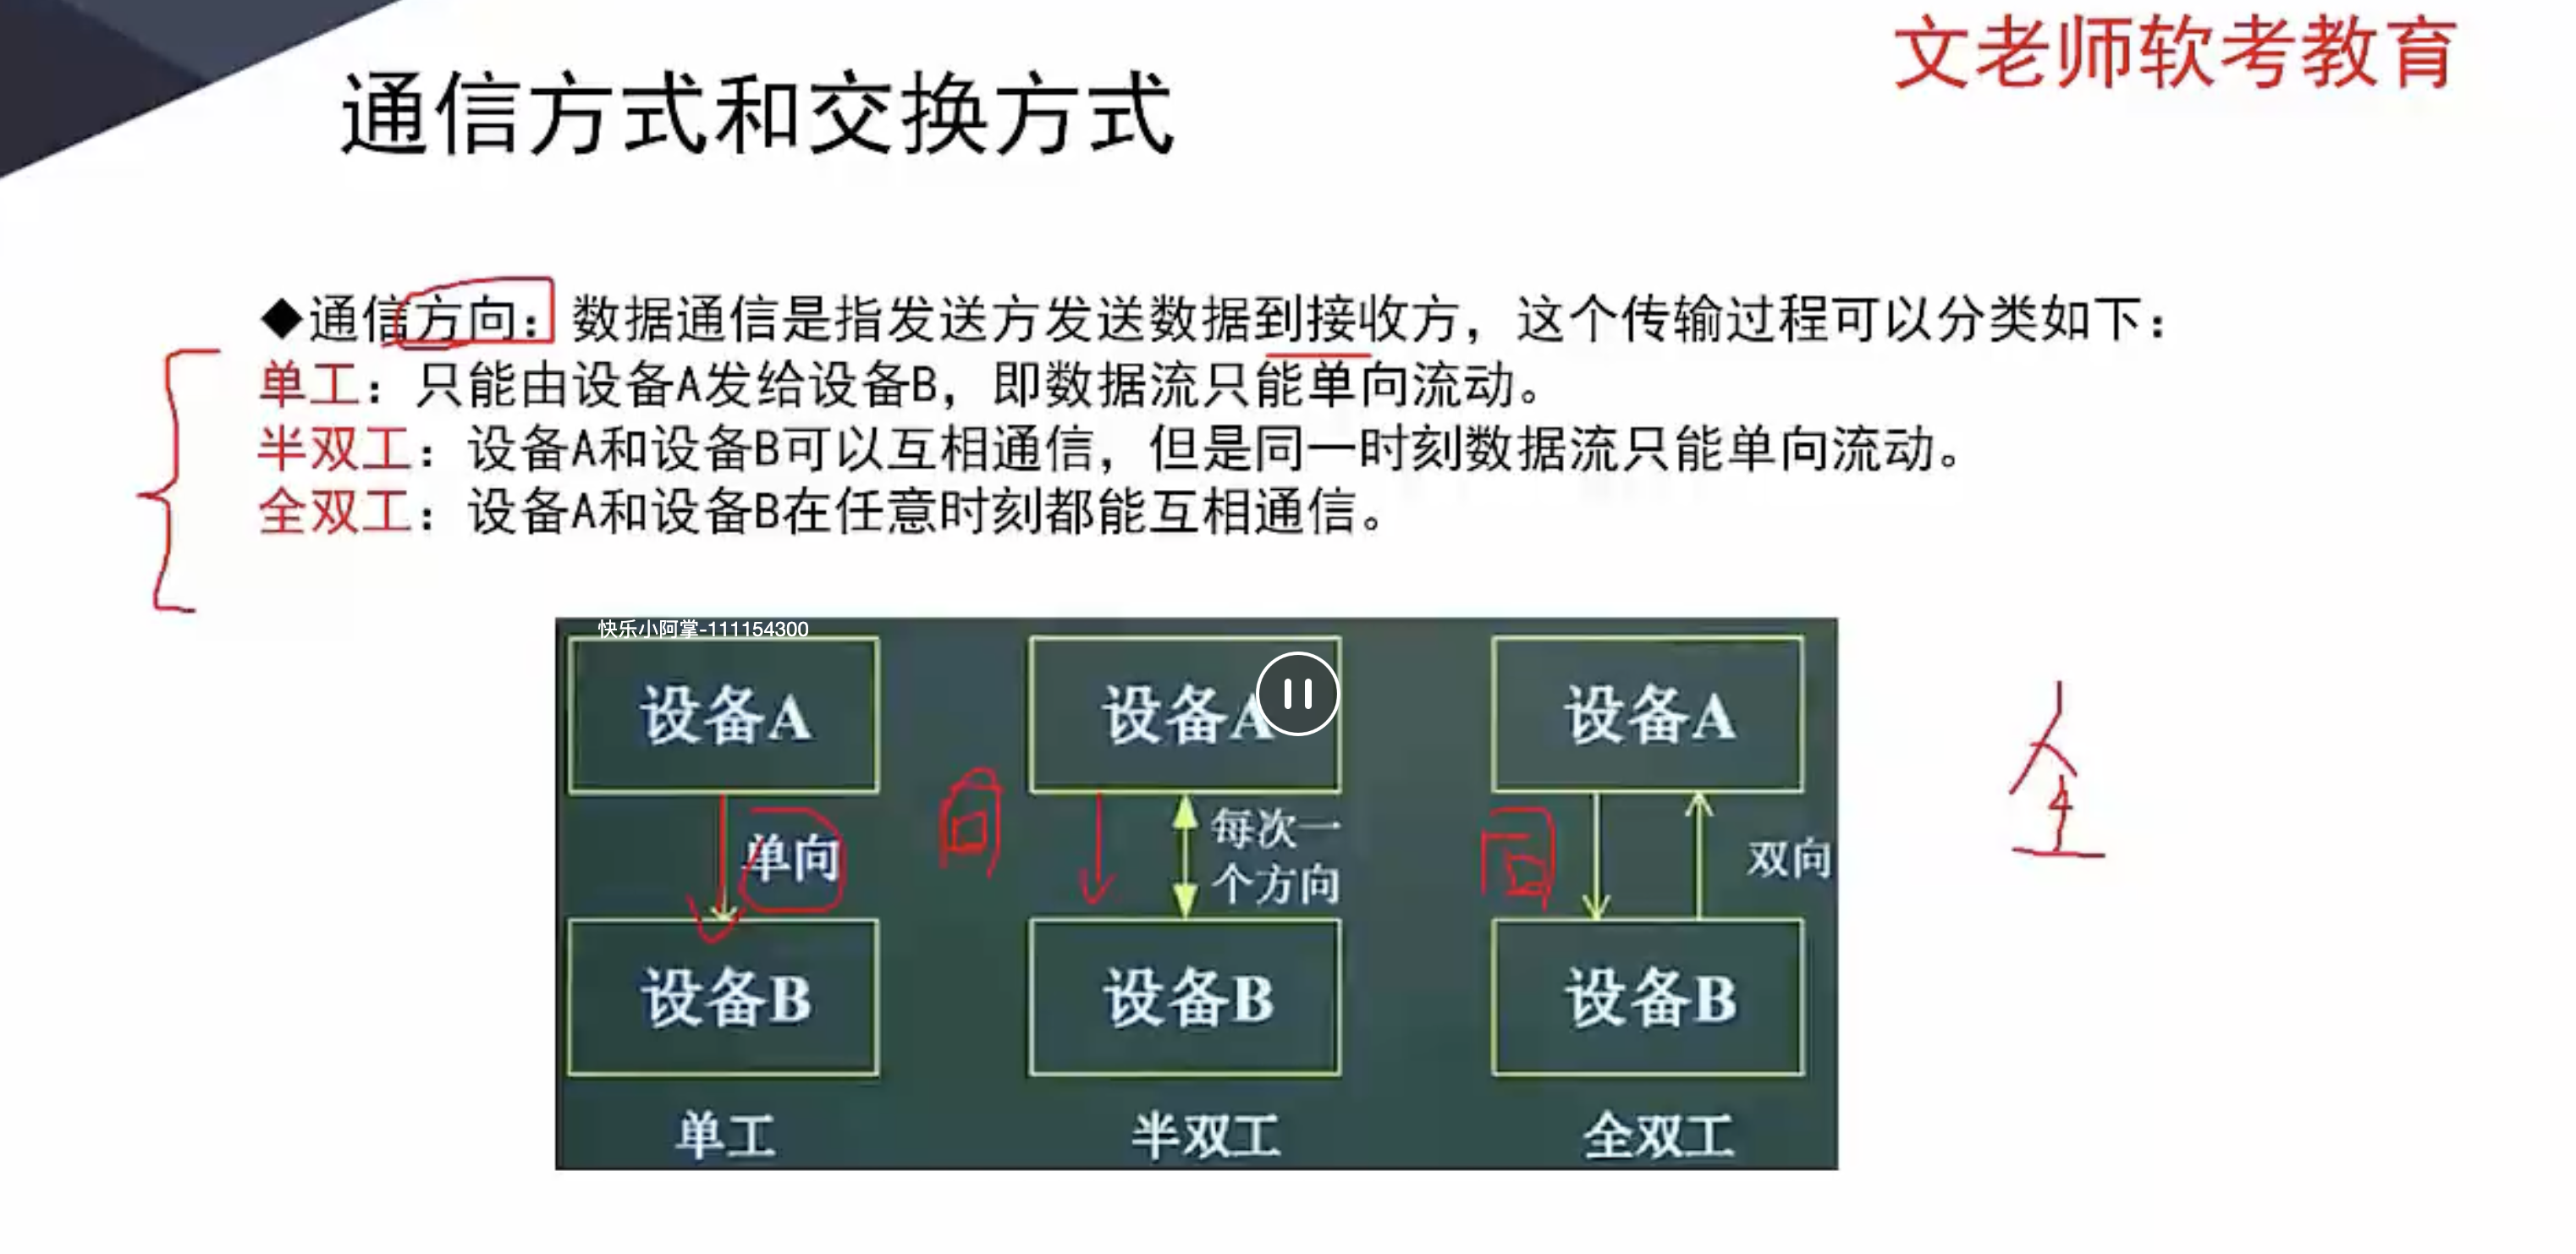 文老师软考教育
通信方式和交换方式
◆通信方向：数据通信是指发送方发送数据到接收方，这个传输过程可以分类如下：
单工：只能由设备A发给设备B，即数据流只能单向流动。
半双工：设备A和设备B可以互相通信，但是同一时刻数据流只能单向流动。
全双工：设备A和设备B在任意时刻都能互相通信。
快乐小阿掌-111154300
设备A
设备A
设备A
单向
每次一
个方向
双向
设备B
设备B
设备B
单工
半双工
全双工